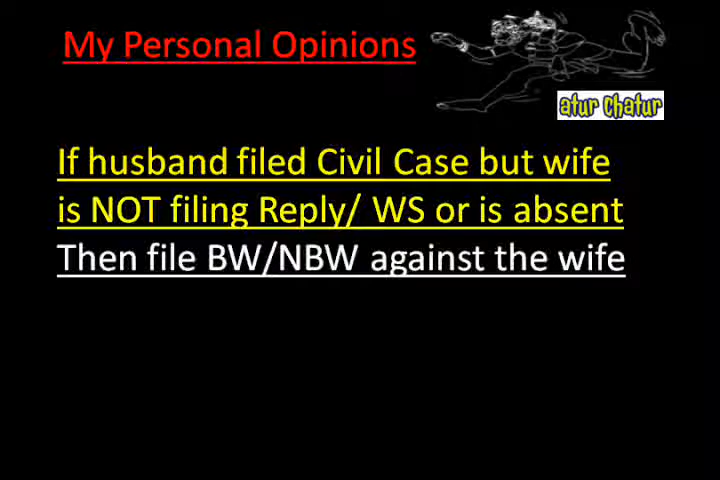 My Personal Opinions
atur chatur
If husband filed Civil Case but wife
is NOT filing Reply/ WS or is absent
Then file BW/NBW against the wife